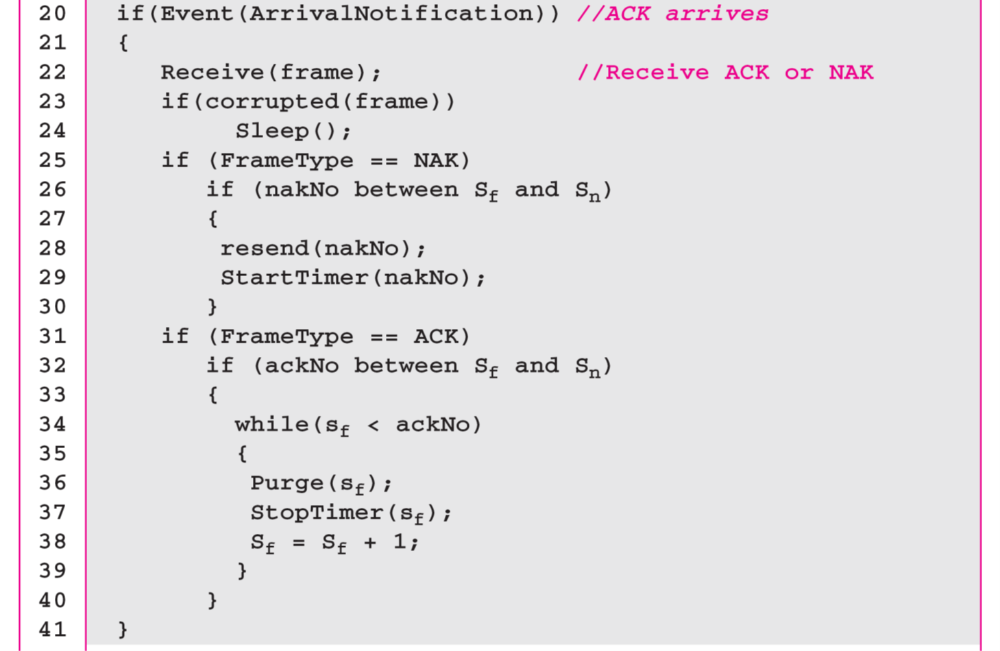 20 if(Event(ArrivalNotification)) //ACK arrives
21 {
22 Receive(frame); //Receive ACK or NAK
23 if(corrupted(frame))
24 Sleep();
25 if (FrameType == NAK)
26 if (nakNo between Sf and Sn)
27 {
28 resend(nakNo);
29 StartTimer(nakNo);
30 }
31 if (FrameType == ACK)
32 if (ackNo between Sf and Sn)
33 {
34 while(sf < ackNo)
35 {
36 Purge(sf);
37 StopTimer(sf);
38 Sf = Sf + 1;
39 }
40 }
41 }